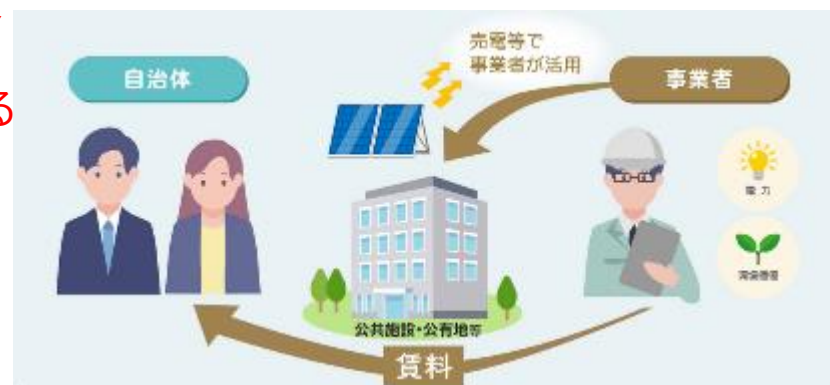 る
売電等で
事業者が活用
自治体
事業者
電力
公共施設・公有地等
賃料